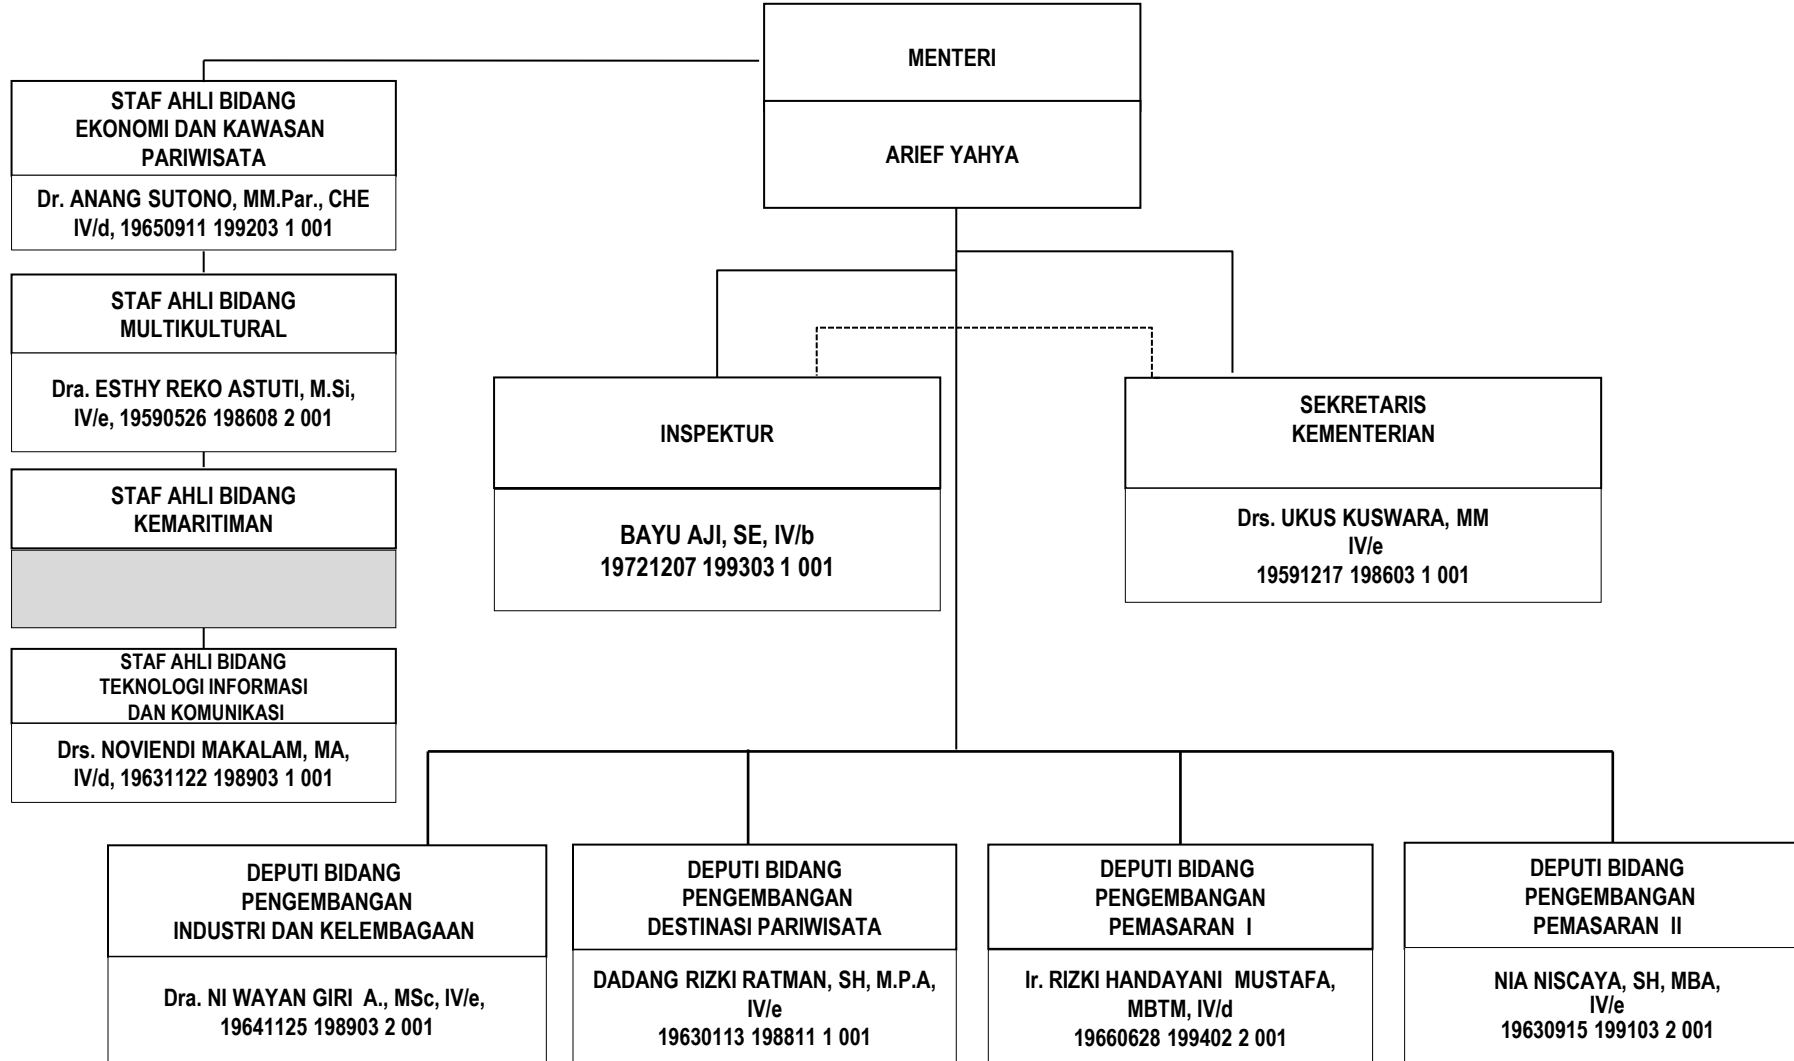 MENTERI
ARIEF YAHYA
STAF AHLI BIDANG
EKONOMI DAN KAWASAN
PARIWISATA
Dr. ANANG SUTONO, MM.Par., CHE
IV/d, 19650911 199203 1 001
STAF AHLI BIDANG
MULTIKULTURAL
Dra. ESTHY REKO ASTUTI, M.Si,
IV/e, 19590526 198608 2 001
STAF AHLI BIDANG
KEMARITIMAN
STAF AHLI BIDANG
TEKNOLOGI INFORMASI
DAN KOMUNIKASI
Drs. NOVIENDI MAKALAM, MA,
IV/d, 19631122 198903 1 001
INSPEKTUR
BAYU AJI, SE, IV/b
19721207 199303 1 001
SEKRETARIS
KEMENTERIAN
Drs. UKUS KUSWARA, MM
IV/e
19591217 198603 1 001
DEPUTI BIDANG
PENGEMBANGAN
INDUSTRI DAN KELEMBAGAAN
Dra. NI WAYAN GIRI A., MSc, IV/e,
19641125 198903 2 001
DEPUTI BIDANG
PENGEMBANGAN
DESTINASI PARIWISATA
DADANG RIZKI RATMAN, SH, M.P.A,
IV/e
19630113 198811 1 001
DEPUTI BIDANG
PENGEMBANGAN
PEMASARAN I
Ir. RIZKI HANDAYANI MUSTAFA,
MBTM, IV/d
19660628 199402 2 001
DEPUTI BIDANG
PENGEMBANGAN
PEMASARAN II
NIA NISCAYA, SH, MBA,
IV/e
19630915 199103 2 001